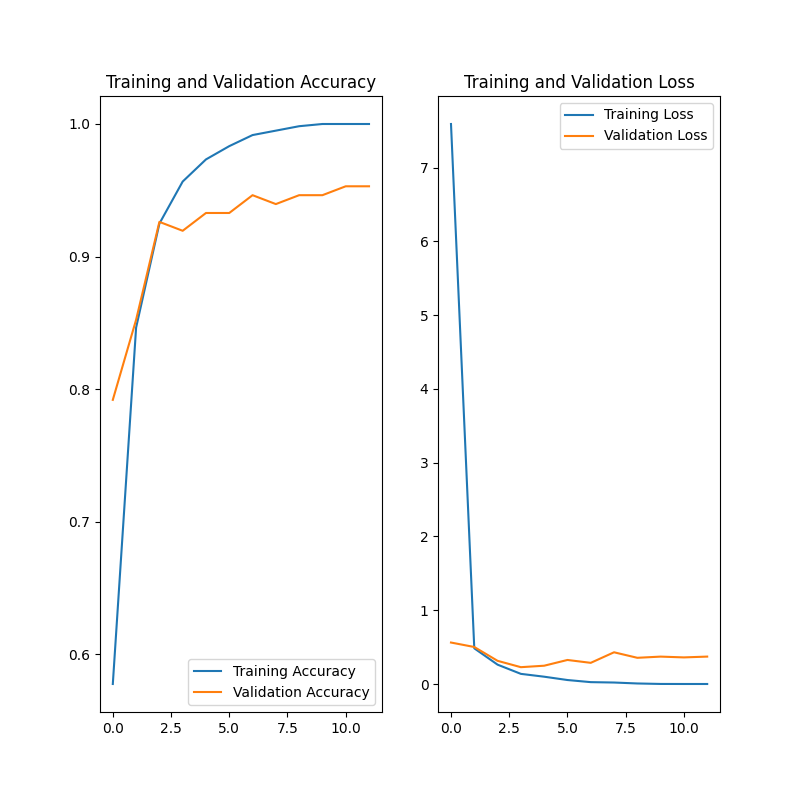 Training and Validation Accuracy
1.0
0.9
0.8
0.7
0.6
Training Accuracy
Validation Accuracy
0.0 2.5 5.0 7.5 10.0
Training and Validation Loss
Training Loss
Validation Loss
7
6
5
4
3
2
1
0
0.0 2.5 5.0 7.5 10.0